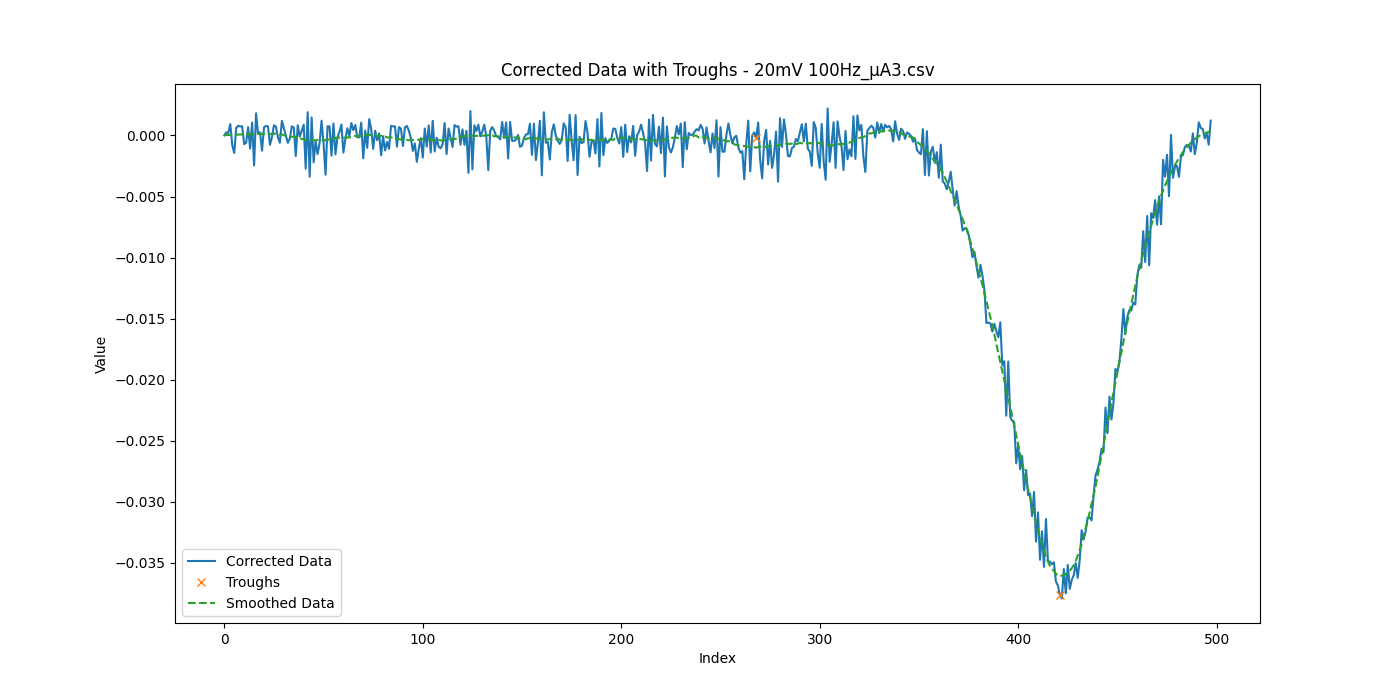 Corrected Data with Troughs - 20mV 100Hz_µA3.csv
0.000
−0.005
−0.010
−0.015
−0.020
−0.025
−0.030
−0.035
Value
Corrected Data
Troughs
Smoothed Data
0 100 200 300 400 500
Index